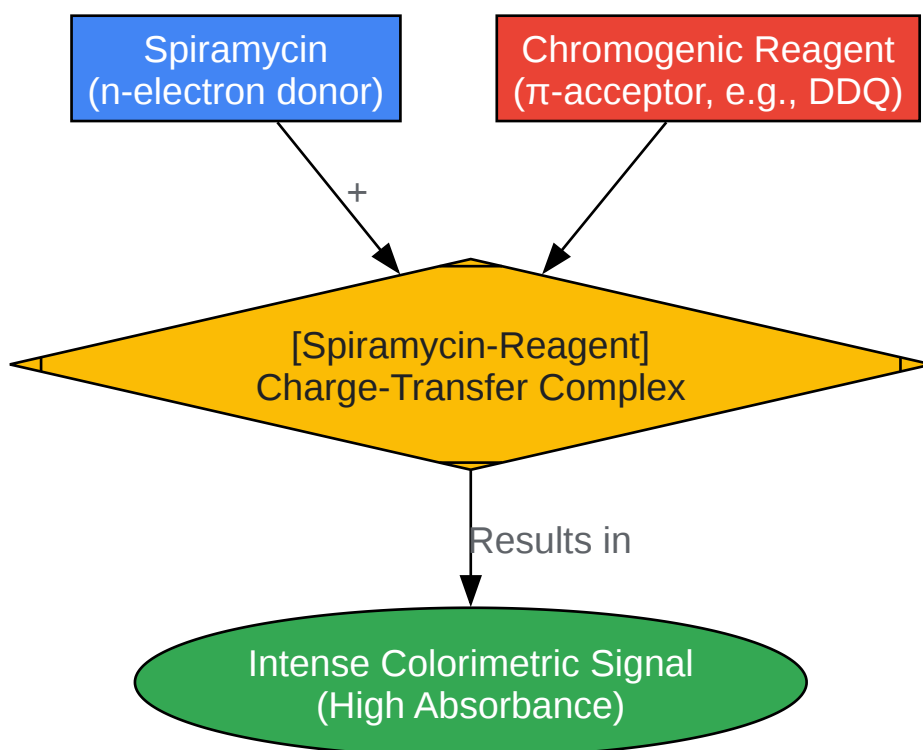 Spiramycin
(n-electron donor)
Chromogenic Reagent
(π-acceptor, e.g., DDQ)
+
[Spiramycin-Reagent]
Charge-Transfer Complex
Results in
Intense Colorimetric Signal
(High Absorbance)